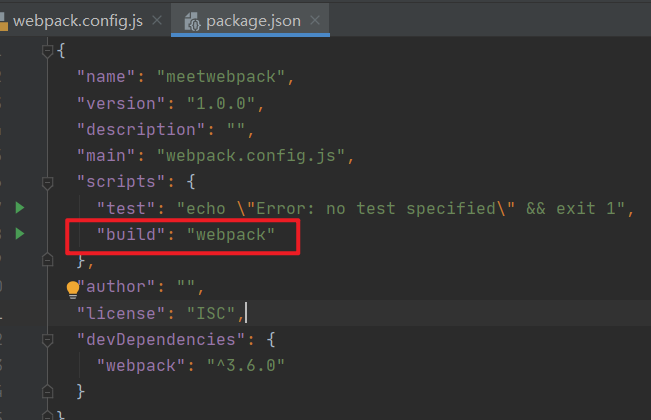 webpack.config.js × package.json ×
{
"name": "meetwebpack",
"version": "1.0.0",
"description": "",
"main": "webpack.config.js",
"scripts": {
"test": "echo \"Error: no test specified\" && exit 1",
"build": "webpack"
},
"author": "",
"license": "ISC",
"devDependencies": {
"webpack": "^3.6.0"
}
}